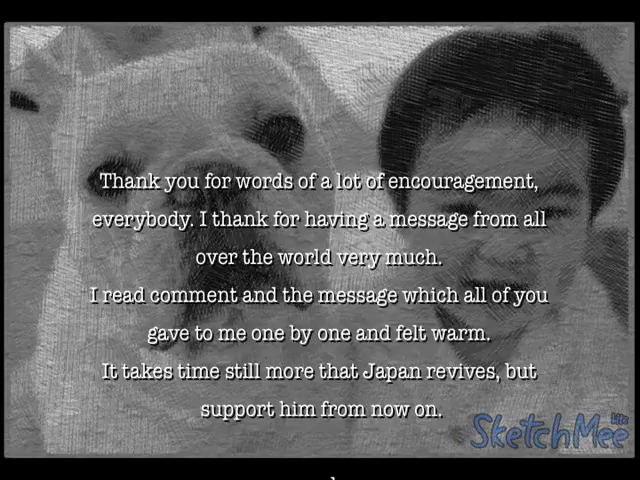 Thank you for words of a lot of encouragement,
everybody. I thank for having a message from all
over the world very much.
I read comment and the message which all of you
gave to me one by one and felt warm.
It takes time still more that Japan revives, but
support him from now on.
SketchMee
Lite